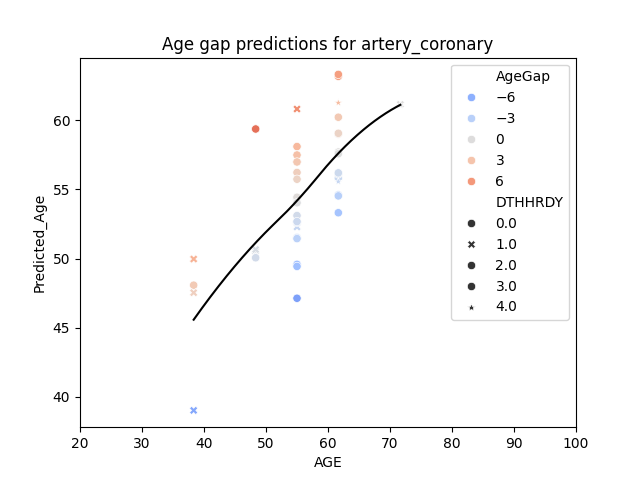 Age gap predictions for artery_coronary
AgeGap
−6
−3
0
3
6
DTHHRDY
0.0
1.0
2.0
3.0
4.0
Predicted_Age
60
55
50
45
40
20 30 40 50 60 70 80 90 100
AGE